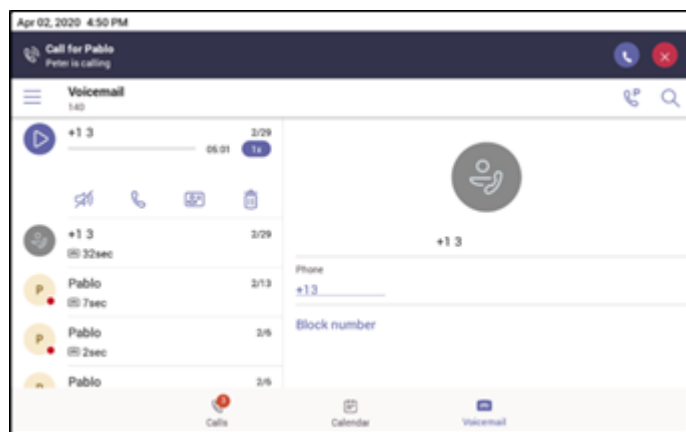 Apr 02, 2020 4:50 PM
Call for Pablo
Peter is calling
Voicemail
140
P
+1 3
2/29
05:01
1x
+1 3
2/29
32sec
P
Pablo
2/13
7sec
P
Pablo
2/6
2sec
P
Pablo
2/6
+1 3
Phone
+13
Block number
3
Calls
Calendar
Voicemail